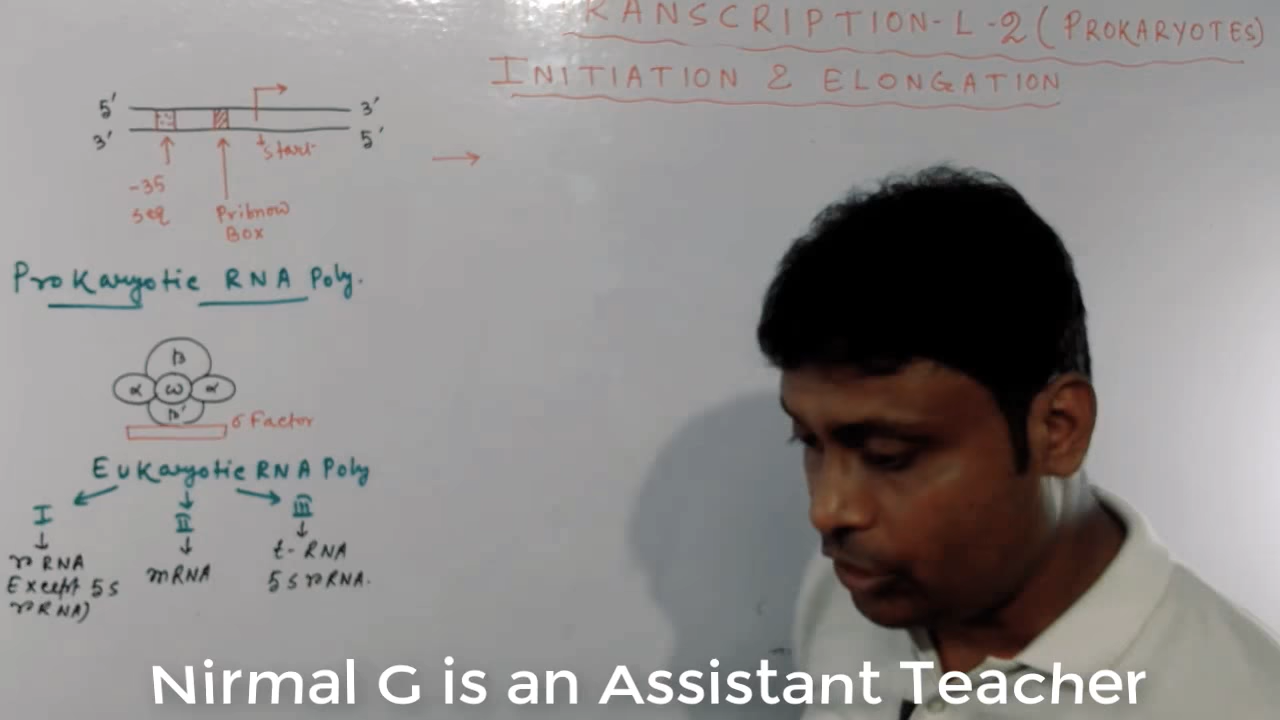 TRANSCRIPTION-L-2 (PROKARYOTES)
INITIATION & ELONGATION
5' 3'
3' 5'
+start
-35
seq
Pribnow
Box
Prokaryotic RNA Poly.
β
α ω α
β'
σ Factor
Eukaryotic RNA Poly
I II III
rRNA
Except 5s
rRNA)
mRNA
t-RNA
5s rRNA.
Nirmal G is an Assistant Teacher